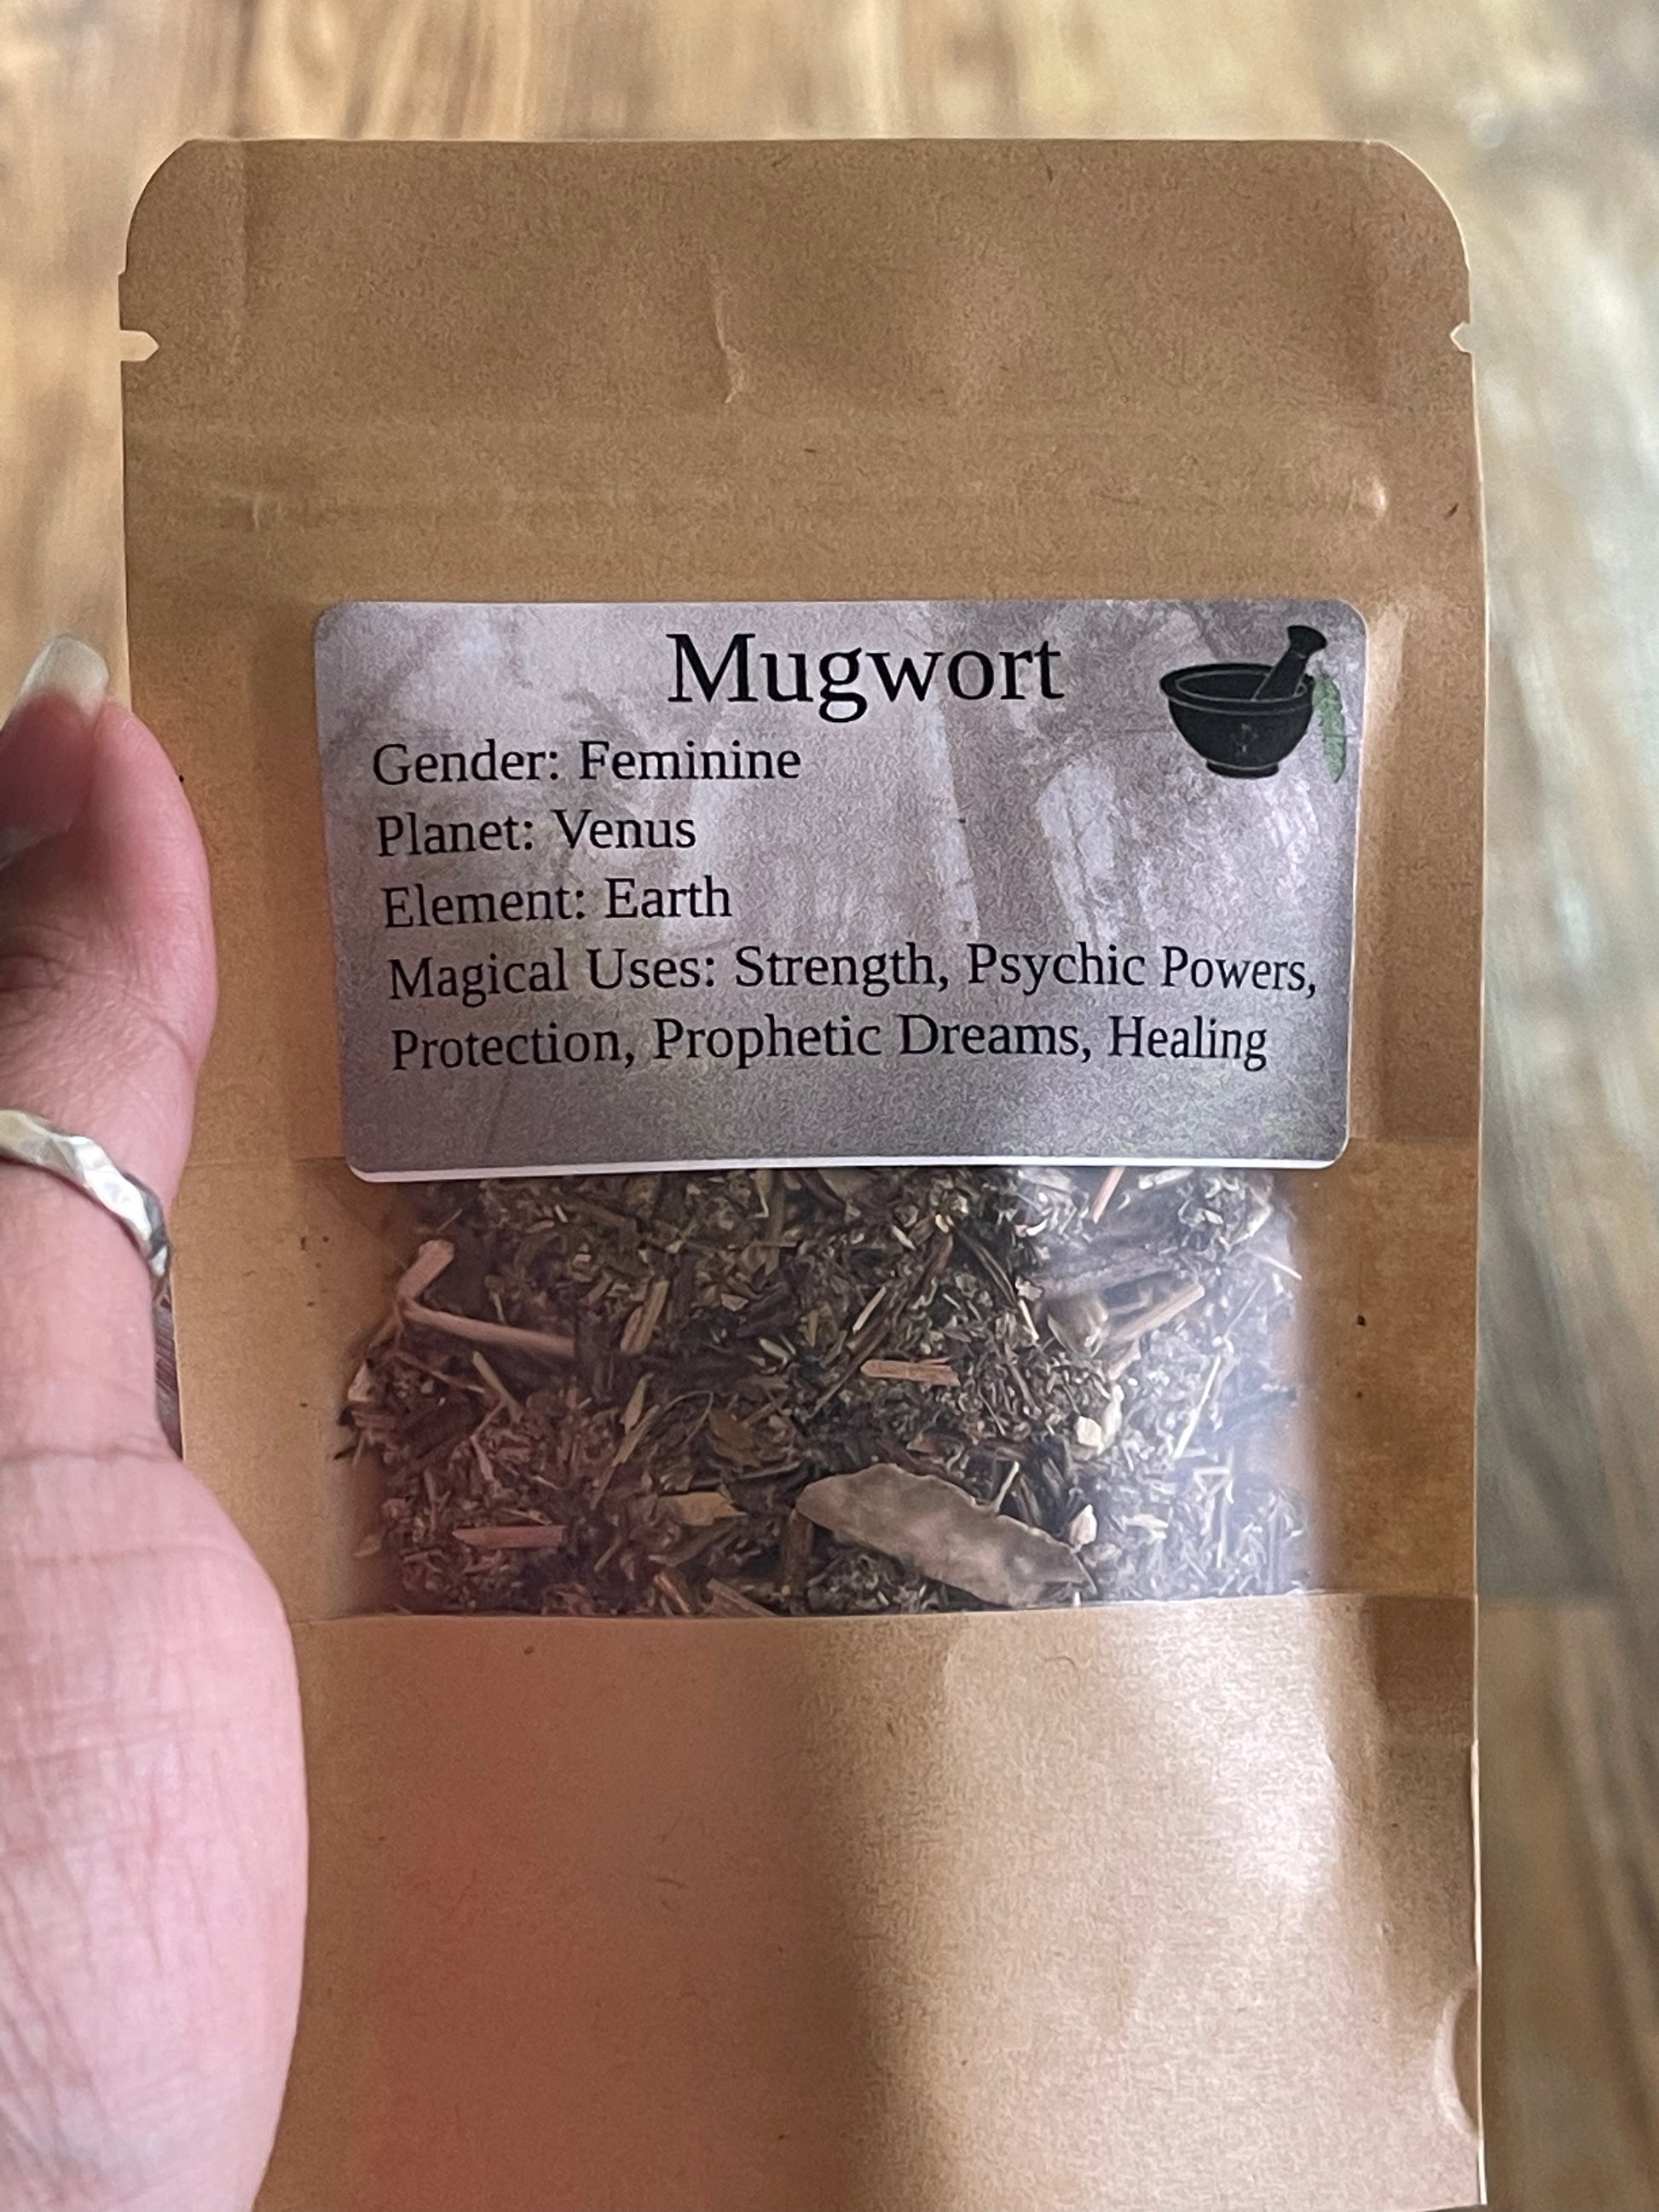 Mugwort
Gender: Feminine
Planet: Venus
Element: Earth
Magical Uses: Strength, Psychic Powers,
Protection, Prophetic Dreams, Healing